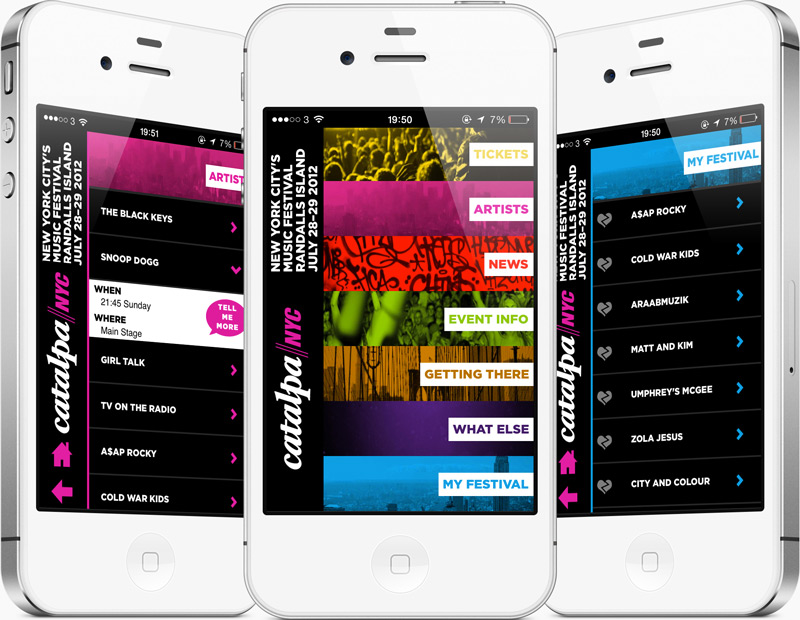 ●●●○○ 3
19:51
7%
NEW YORK CITY'S
MUSIC FESTIVAL
RANDALLS ISLAND
JULY 28-29 2012
catalpa//NYC
ARTIST
THE BLACK KEYS
SNOOP DOGG
WHEN
21:45 Sunday
WHERE
Main Stage
TELL
ME
MORE
GIRL TALK
TV ON THE RADIO
A$AP ROCKY
COLD WAR KIDS
●●●○○ 3
19:50
7%
NEW YORK CITY'S
MUSIC FESTIVAL
RANDALLS ISLAND
JULY 28-29 2012
catalpa//NYC
TICKETS
ARTISTS
NEWS
EVENT INFO
GETTING THERE
WHAT ELSE
MY FESTIVAL
●●●○○ 3
19:50
7%
NEW YORK CITY'S
MUSIC FESTIVAL
RANDALLS ISLAND
JULY 28-29 2012
catalpa//NYC
MY FESTIVAL
A$AP ROCKY
COLD WAR KIDS
ARAABMUZIK
MATT AND KIM
UMPHREY'S MCGEE
ZOLA JESUS
CITY AND COLOUR